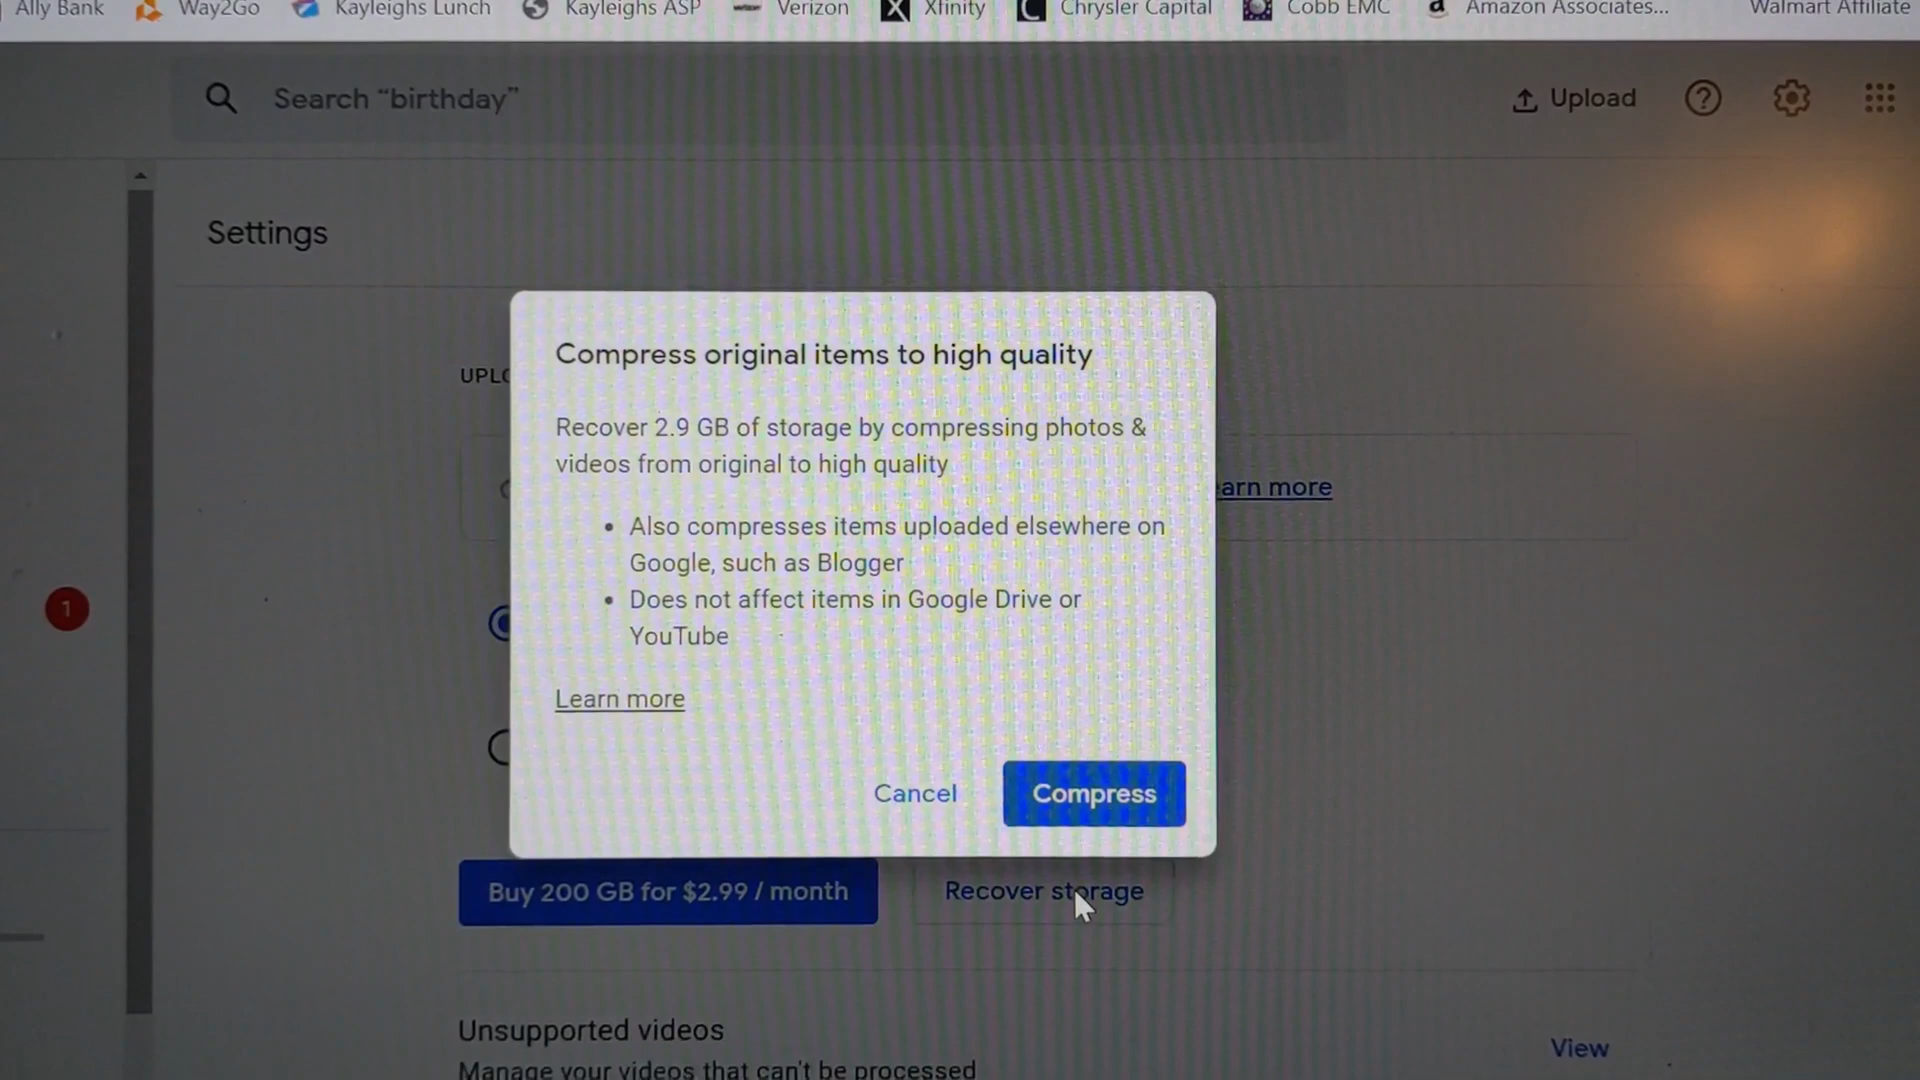 Ally Bank Way2Go Kayleighs Lunch Kayleighs ASP Verizon Xfinity Chrysler Capital Cobb EMC Amazon Associates... Walmart Affiliate
Search “birthday”
Upload
Settings
UPLO
Compress original items to high quality
Recover 2.9 GB of storage by compressing photos &
videos from original to high quality
arn more
• Also compresses items uploaded elsewhere on
Google, such as Blogger
• Does not affect items in Google Drive or
YouTube
1
Learn more
Cancel Compress
Buy 200 GB for $2.99 / month Recover storage
Unsupported videos
View
Manage your videos that can't be processed